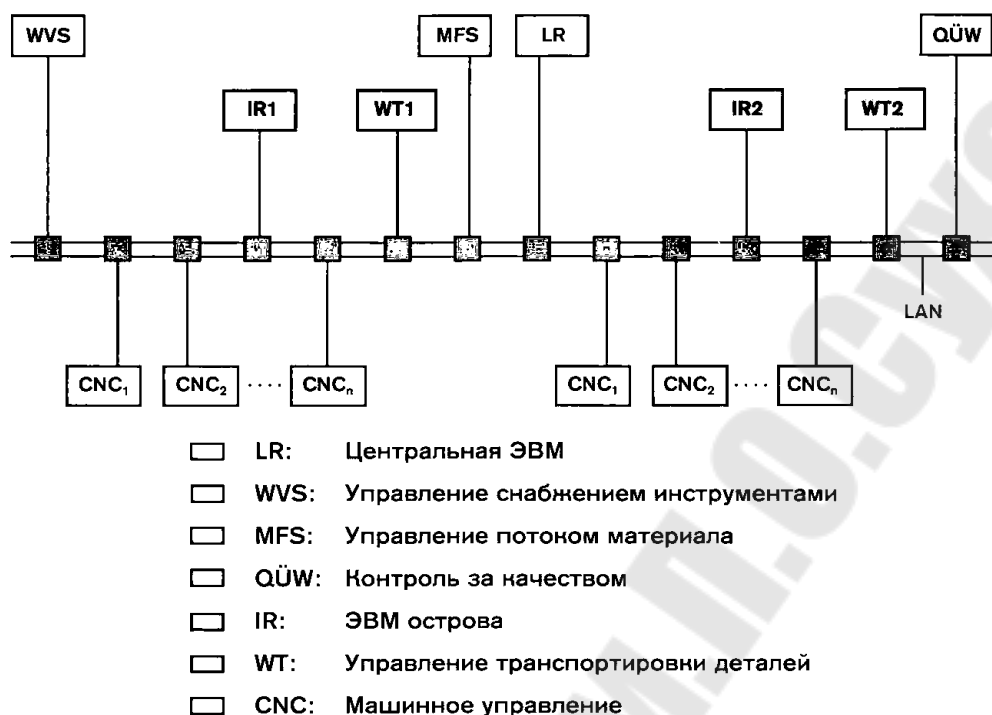 WVS MFS LR QÜW
IR1 WT1 IR2 WT2
LAN
CNC₁ CNC₂ ···· CNCₙ CNC₁ CNC₂ ···· CNCₙ
LR: Центральная ЭВМ
WVS: Управление снабжением инструментами
MFS: Управление потоком материала
QÜW: Контроль за качеством
IR: ЭВМ острова
WT: Управление транспортировки деталей
CNC: Машинное управление